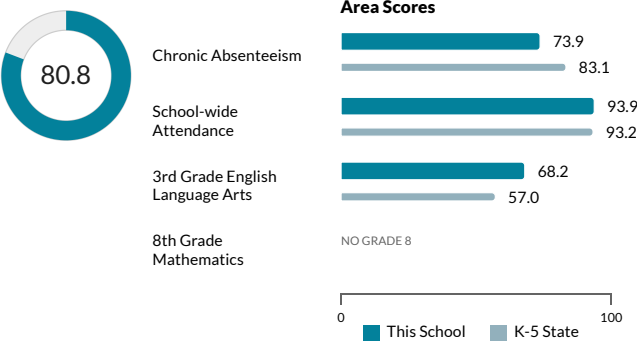 Area Scores
80.8
Chronic Absenteeism
73.9
83.1
School-wide
Attendance
93.9
93.2
3rd Grade English
Language Arts
68.2
57.0
8th Grade
Mathematics
NO GRADE 8
0
100
This School
K-5 State